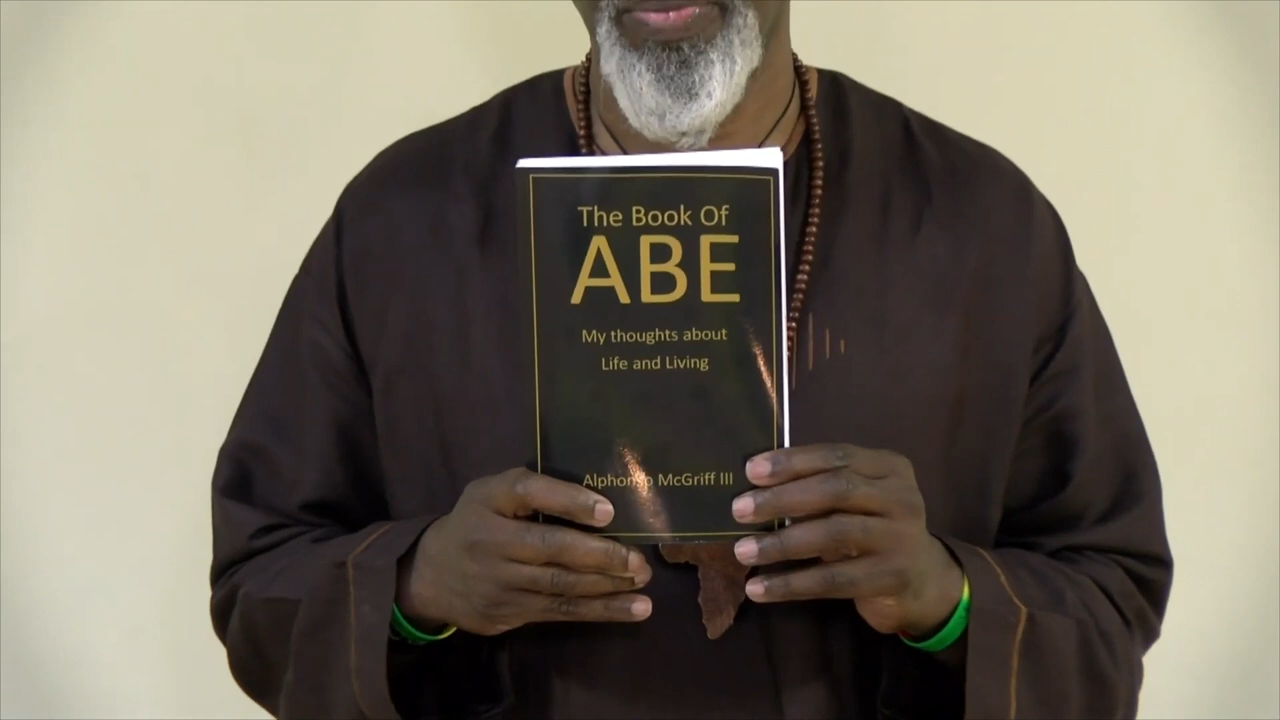 The Book Of
ABE
My thoughts about
Life and Living
Alphonso McGriff III